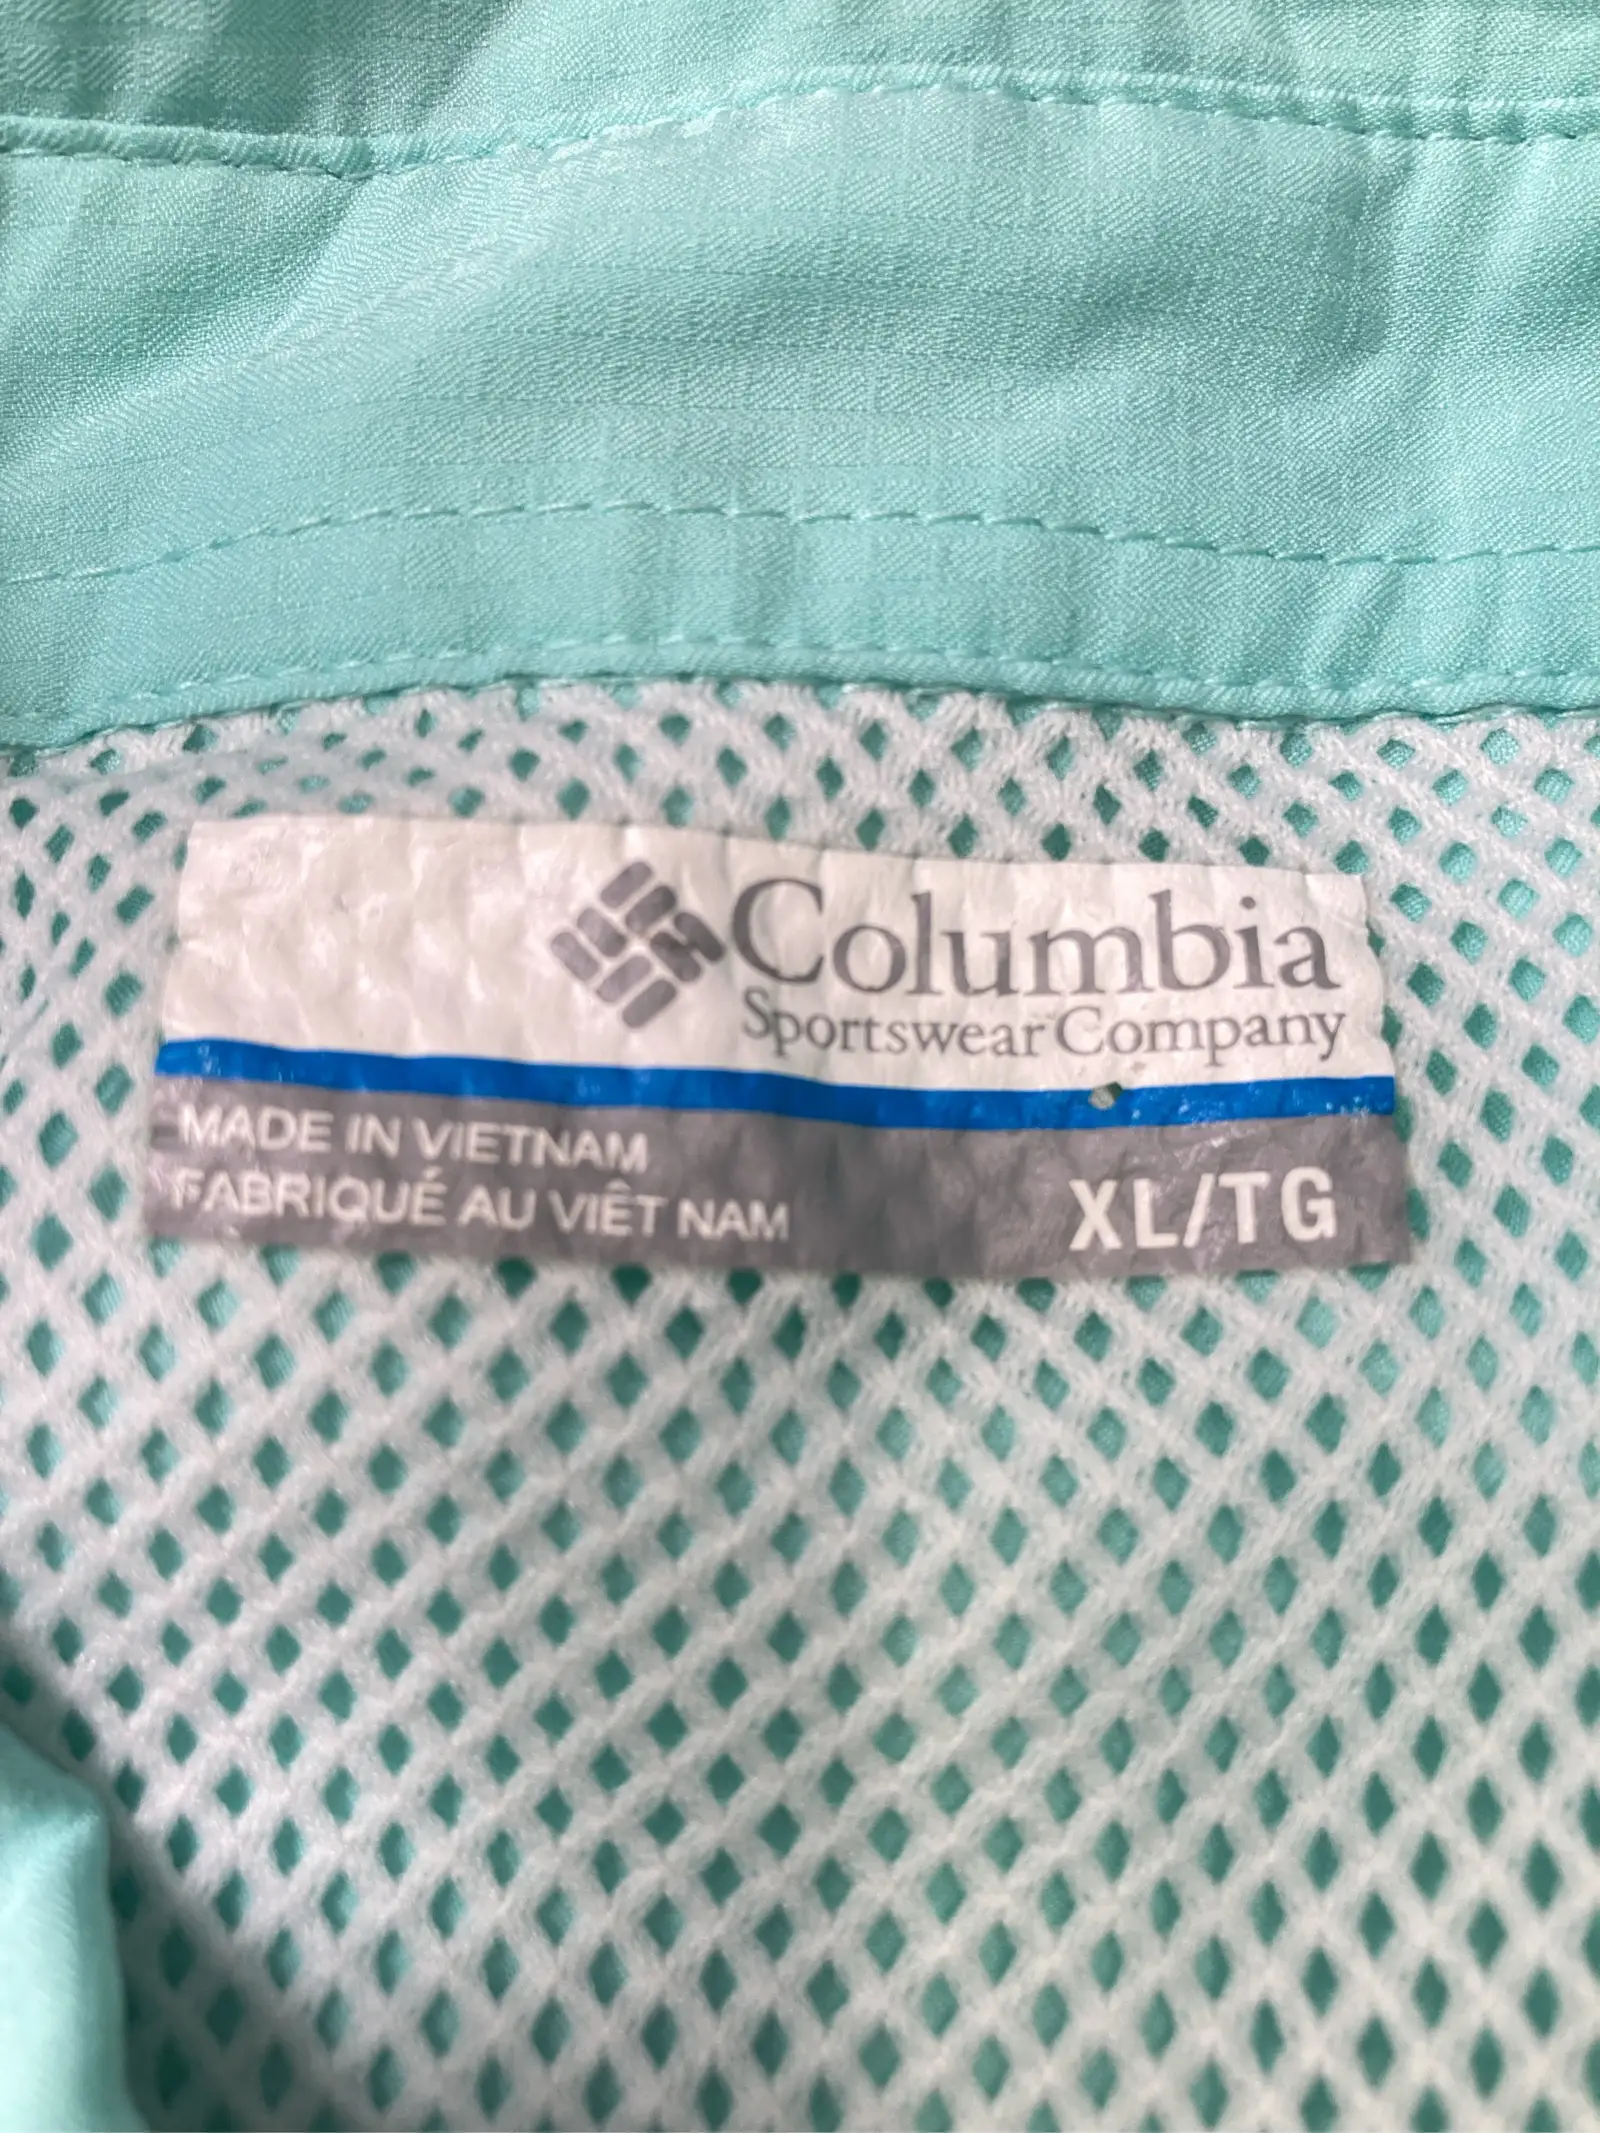 Columbia
Sportswear Company
MADE IN VIETNAM
FABRIQUÉ AU VIÊT NAM
XL/TG